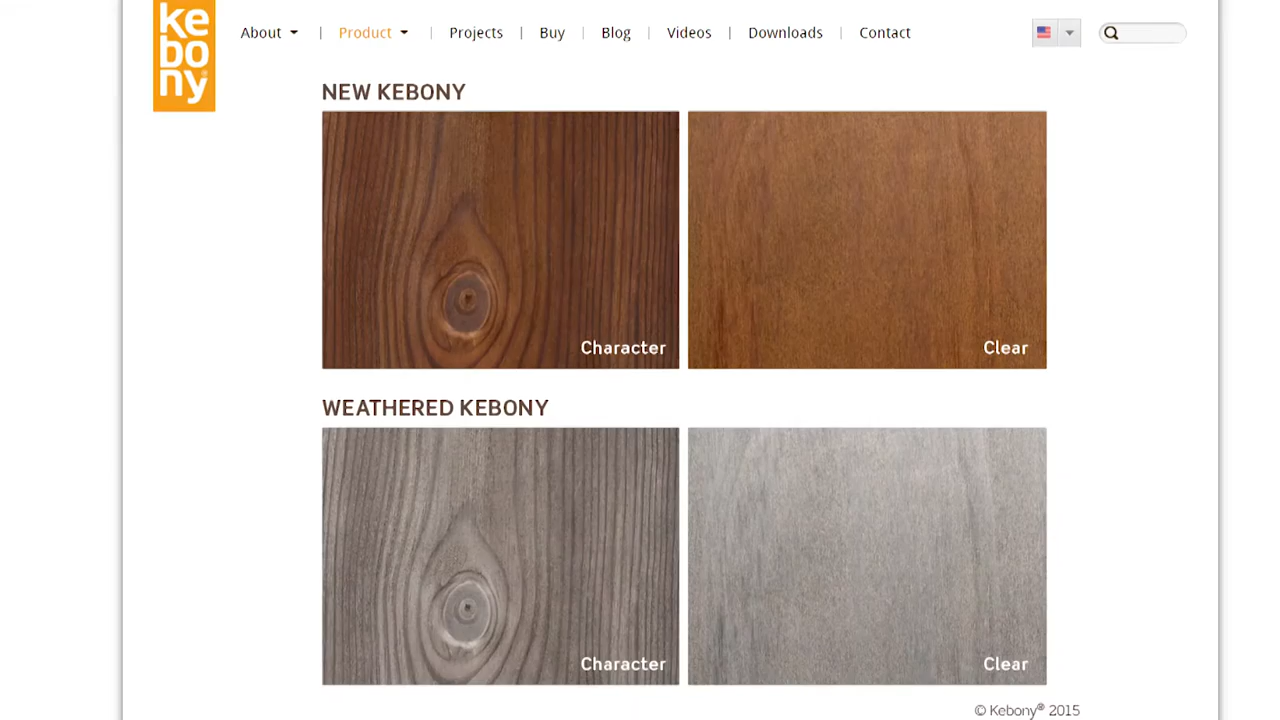 ke
bo
ny®
About | Product | Projects | Buy | Blog | Videos | Downloads | Contact
NEW KEBONY
Character
Clear
WEATHERED KEBONY
Character
Clear
© Kebony® 2015